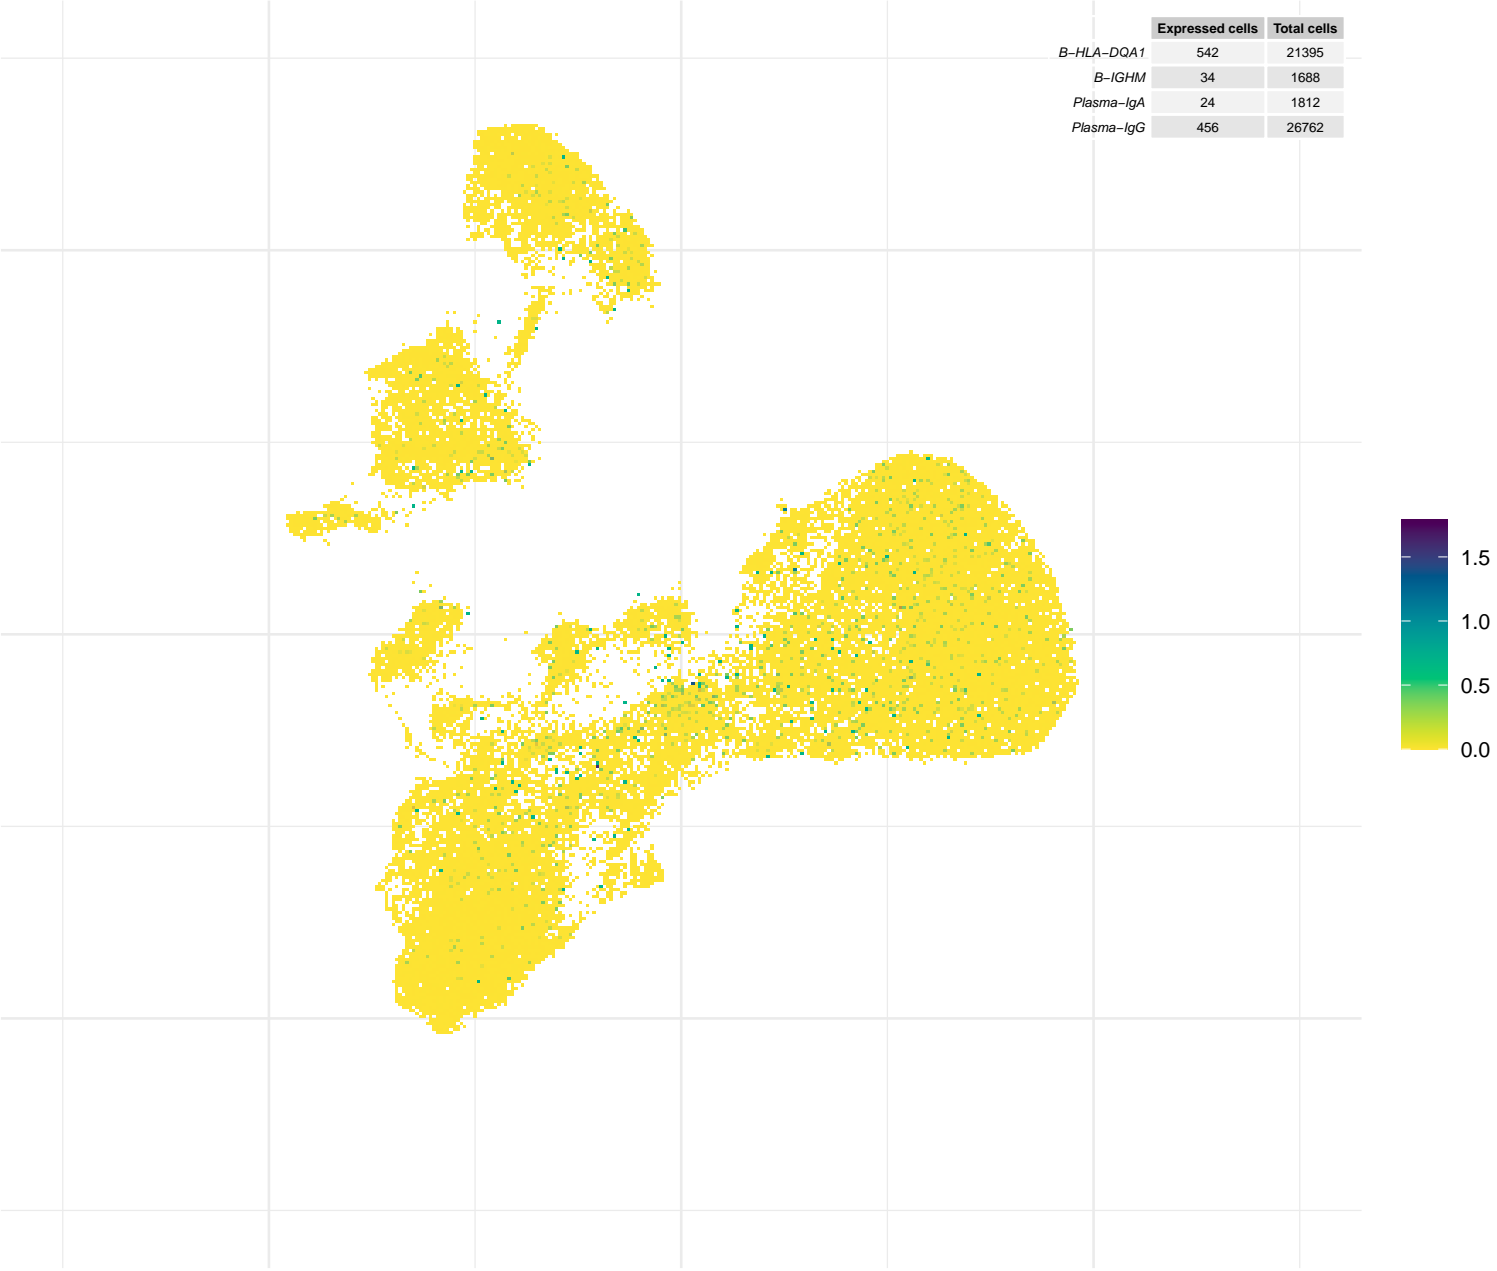 Expressed cells Total cells
B−HLA−DQA1 542 21395
B−IGHM 34 1688
Plasma−IgA 24 1812
Plasma−IgG 456 26762
1.5
1.0
0.5
0.0